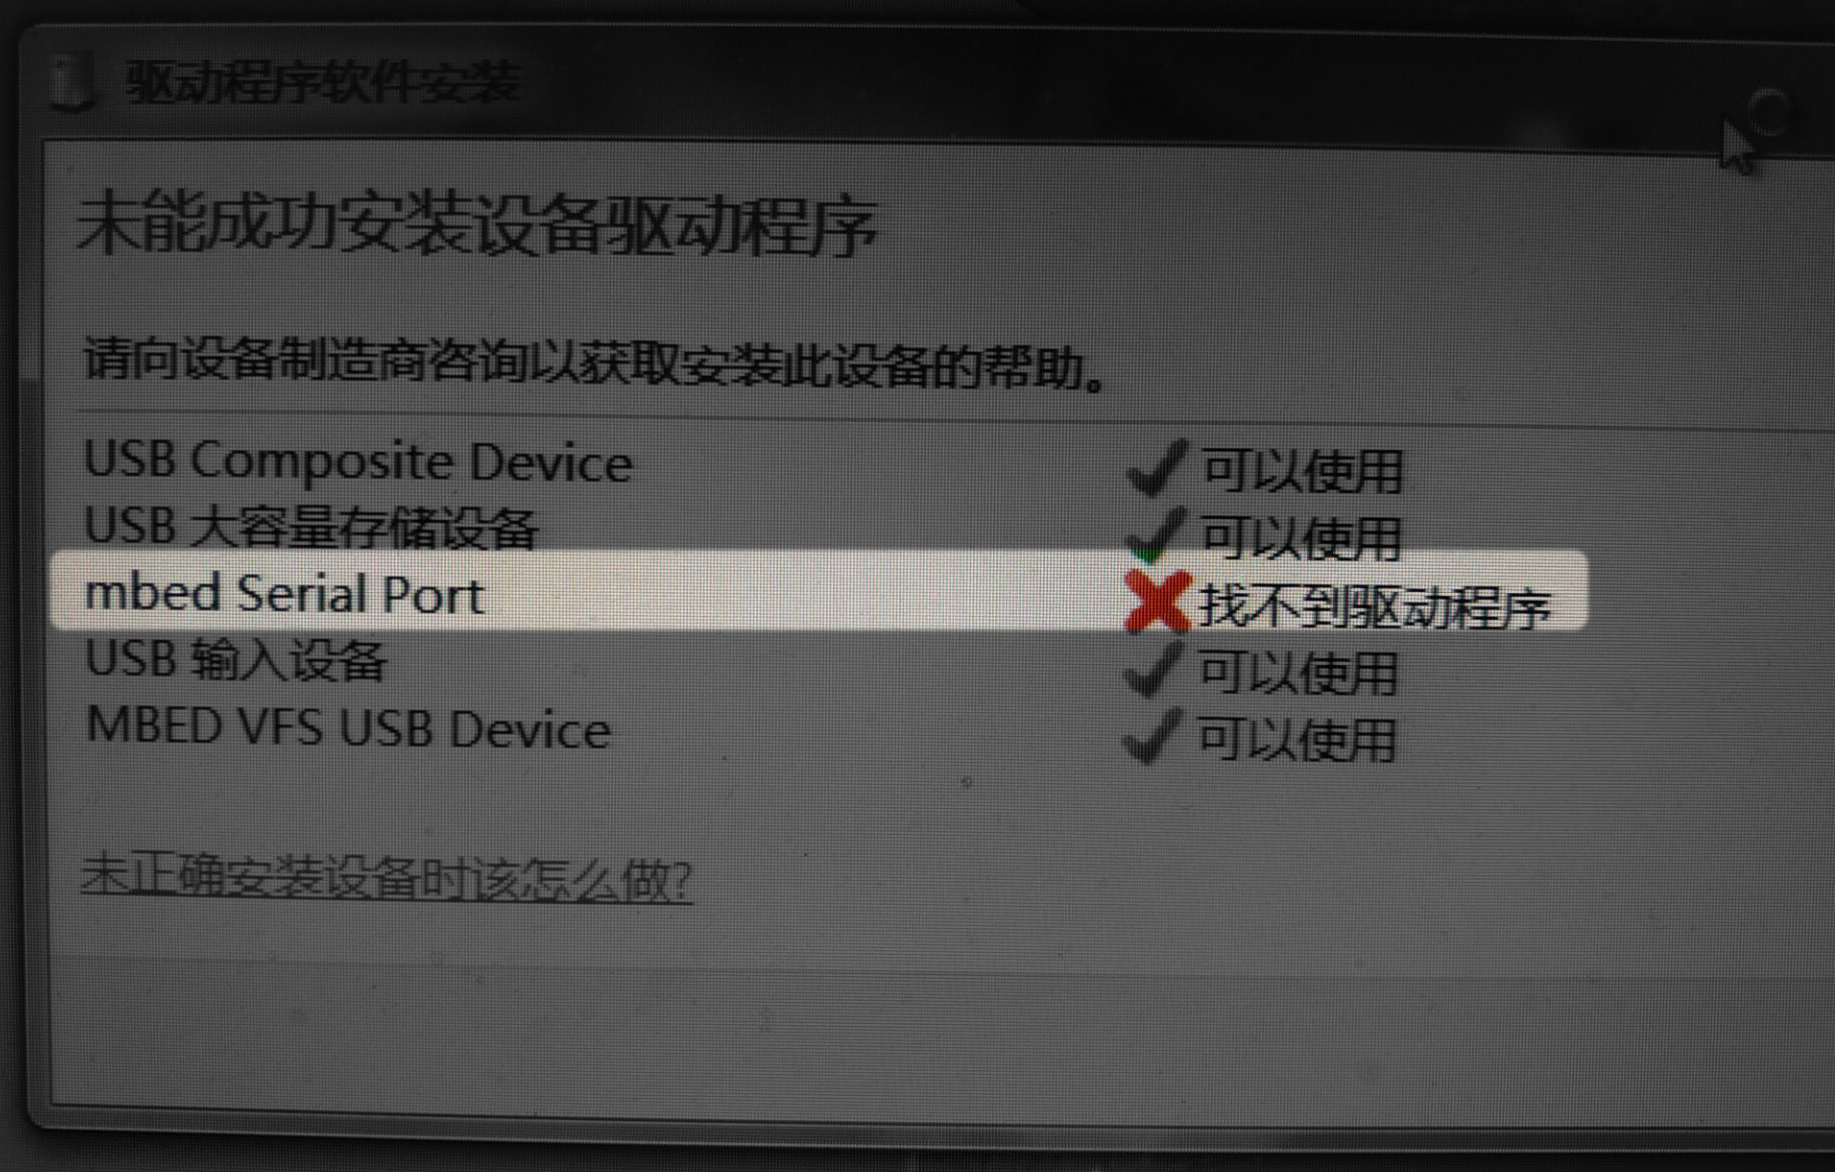 驱动程序软件安装
未能成功安装设备驱动程序
请向设备制造商咨询以获取安装此设备的帮助。
USB Composite Device 可以使用
USB 大容量存储设备 可以使用
mbed Serial Port 找不到驱动程序
USB 输入设备 可以使用
MBED VFS USB Device 可以使用
未正确安装设备时该怎么做?